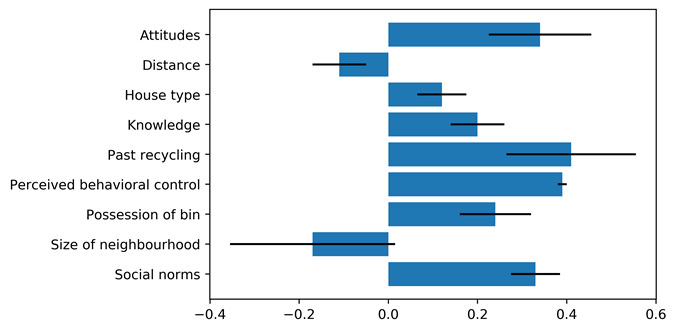 Attitudes
Distance
House type
Knowledge
Past recycling
Perceived behavioral control
Possession of bin
Size of neighbourhood
Social norms
−0.4 −0.2 0.0 0.2 0.4 0.6